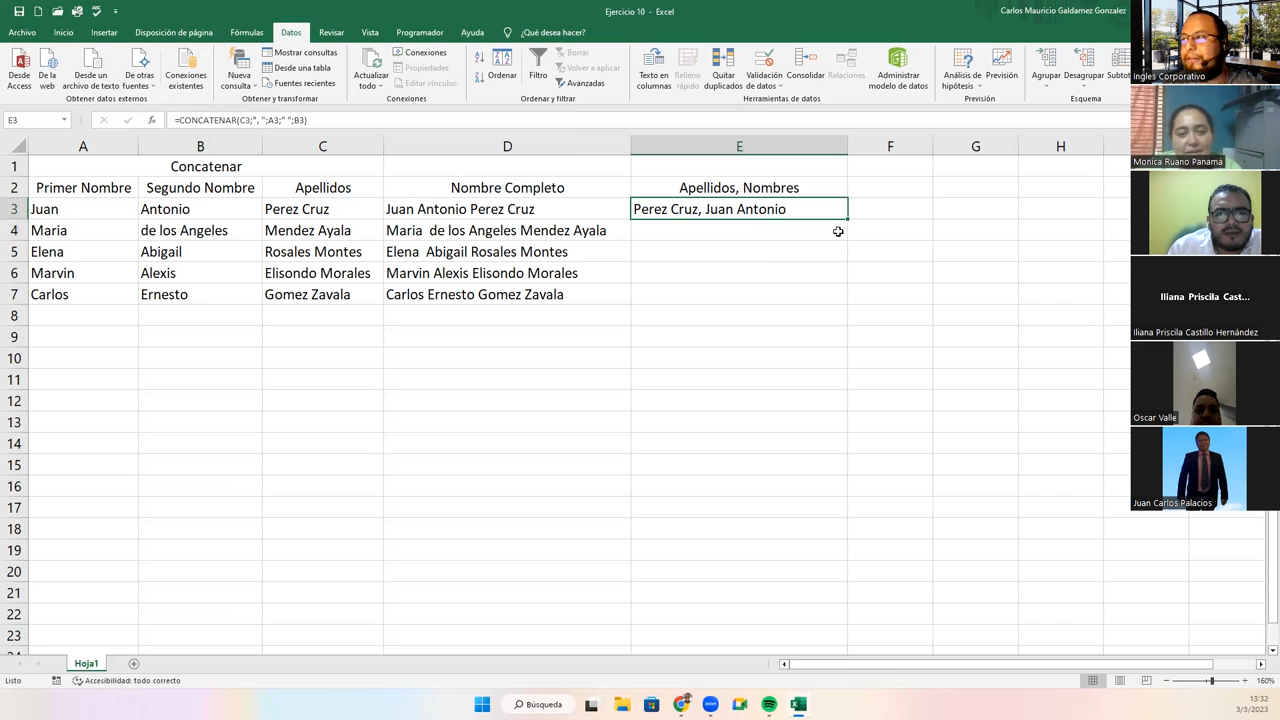 Ejercicio 10 - Excel
Carlos Mauricio Galdamez Gonzalez
Archivo Inicio Insertar Disposición de página Fórmulas Datos Revisar Vista Programador Ayuda ¿Qué desea hacer?
Desde Access
De la web
Desde un archivo de texto
De otras fuentes
Conexiones existentes
Obtener datos externos
Nueva consulta
Mostrar consultas
Desde una tabla
Fuentes recientes
Obtener y transformar
Actualizar todo
Conexiones
Propiedades
Editar vínculos
Conexiones
Ordenar
Filtro
Borrar
Volver a aplicar
Avanzadas
Ordenar y filtrar
Texto en columnas
Relleno rápido
Quitar duplicados
Validación de datos
Consolidar
Relaciones
Administrar modelo de datos
Herramientas de datos
Análisis de hipótesis
Previsión
Previsión
Agrupar
Desagrupar
Subtot
Esquema
E3 fx =CONCATENAR(C3;", ";A3;" ";B3)
A B C D E F G H
1 Concatenar
2 Primer Nombre Segundo Nombre Apellidos Nombre Completo Apellidos, Nombres
3 Juan Antonio Perez Cruz Juan Antonio Perez Cruz Perez Cruz, Juan Antonio
4 Maria de los Angeles Mendez Ayala Maria  de los Angeles Mendez Ayala
5 Elena Abigail Rosales Montes Elena  Abigail Rosales Montes
6 Marvin Alexis Elisondo Morales Marvin Alexis Elisondo Morales
7 Carlos Ernesto Gomez Zavala Carlos Ernesto Gomez Zavala
8
9
10
11
12
13
14
15
16
17
18
19
20
21
22
23
Hoja1
Listo
Accesibilidad: todo correcto
160%
Búsqueda
13:32
3/3/2023
Ingles Corporativo
Monica Ruano Panamá
Iliana Priscila Cast...
Iliana Priscila Castillo Hernández
Oscar Valle
Juan Carlos Palacios